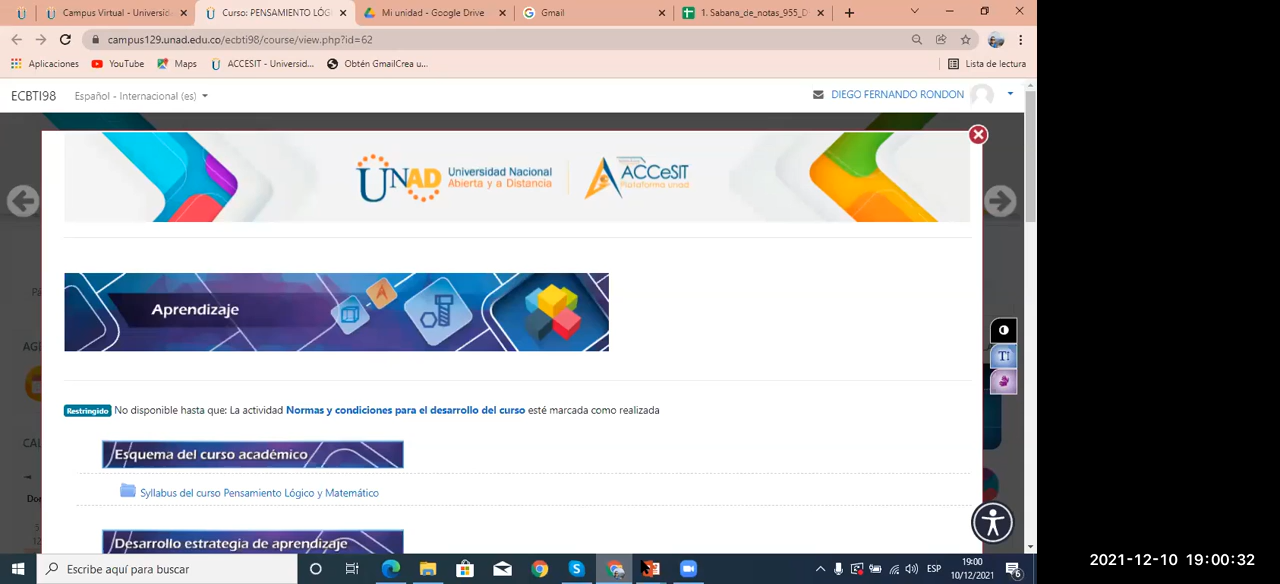 Campus Virtual - Universid
Curso: PENSAMIENTO LÓGI
Mi unidad - Google Drive
Gmail
1. Sabana_de_notas_955_D
campus129.unad.edu.co/ecbti98/course/view.php?id=62
Aplicaciones
YouTube
Maps
ACCESIT - Universid...
Obtén GmailCrea u...
Lista de lectura
ECBTI98
Español - Internacional (es)
DIEGO FERNANDO RONDON
UNAD
Universidad Nacional
Abierta y a Distancia
ACCeSIT
Plataforma unad
Aprendizaje
Restringido No disponible hasta que: La actividad Normas y condiciones para el desarrollo del curso esté marcada como realizada
Esquema del curso académico
Syllabus del curso Pensamiento Lógico y Matemático
Desarrollo estrategia de aprendizaje
Escribe aquí para buscar
ESP
19:00
10/12/2021
6
2021-12-10 19:00:32